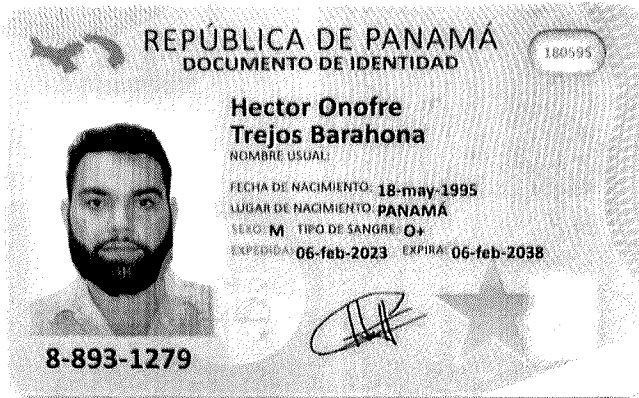 REPÚBLICA DE PANAMÁ
DOCUMENTO DE IDENTIDAD
180595
Hector Onofre
Trejos Barahona
NOMBRE USUAL:
FECHA DE NACIMIENTO: 18-may-1995
LUGAR DE NACIMIENTO: PANAMÁ
SEXO: M TIPO DE SANGRE: O+
EXPEDIDA: 06-feb-2023 EXPIRA: 06-feb-2038
8-893-1279